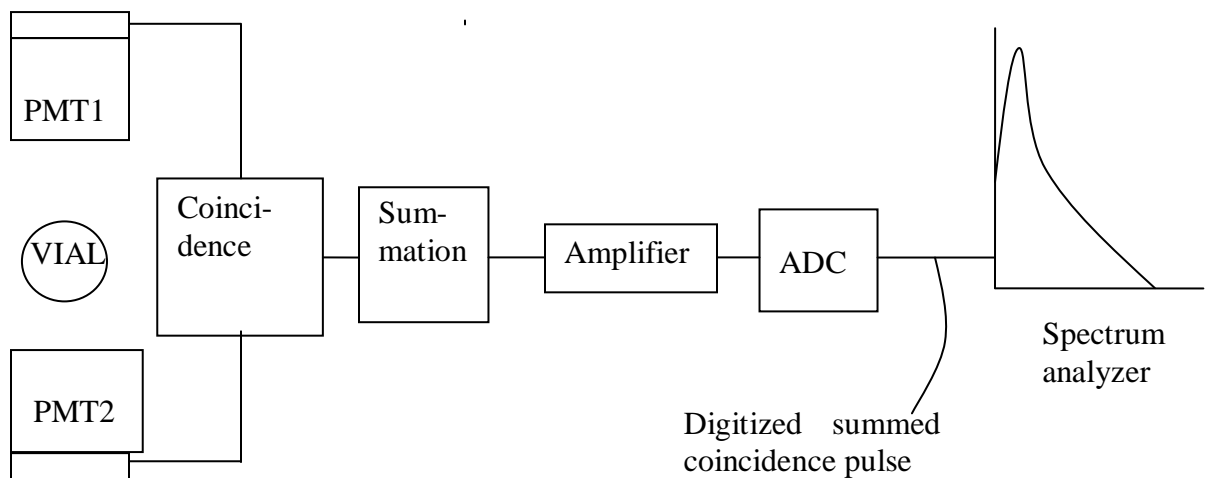 PMT1
VIAL
PMT2
Coinci-
dence
Sum-
mation
Amplifier
ADC
Digitized summed
coincidence pulse
Spectrum
analyzer